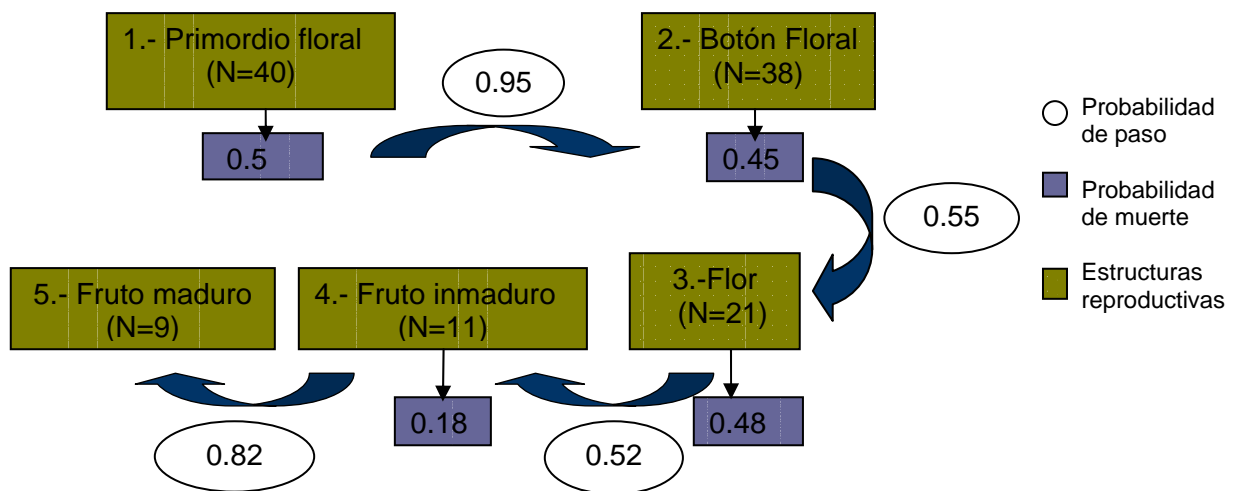 1.- Primordio floral
(N=40)
0.5
0.95
2.- Botón Floral
(N=38)
0.45
0.55
3.-Flor
(N=21)
0.48
0.52
4.- Fruto inmaduro
(N=11)
0.18
0.82
5.- Fruto maduro
(N=9)
Probabilidad
de paso
Probabilidad
de muerte
Estructuras
reproductivas